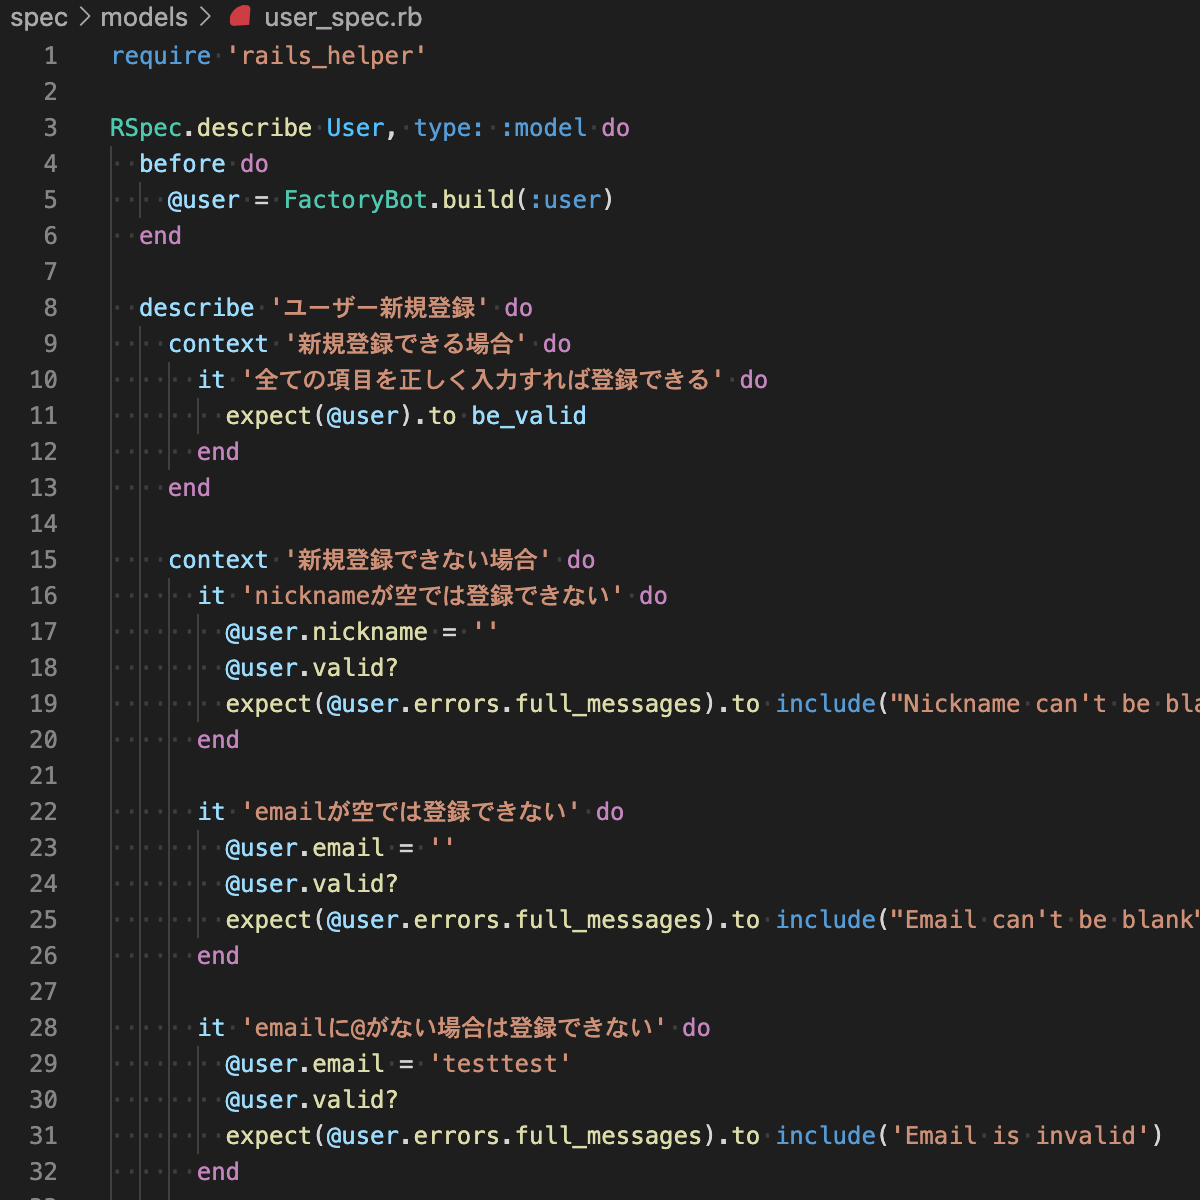 spec > models > user_spec.rb
1 require 'rails_helper'
2
3 RSpec.describe User, type: :model do
4   before do
5     @user = FactoryBot.build(:user)
6   end
7
8   describe 'ユーザー新規登録' do
9     context '新規登録できる場合' do
10       it '全ての項目を正しく入力すれば登録できる' do
11         expect(@user).to be_valid
12       end
13     end
14
15     context '新規登録できない場合' do
16       it 'nicknameが空では登録できない' do
17         @user.nickname = ''
18         @user.valid?
19         expect(@user.errors.full_messages).to include("Nickname can't be bla
20       end
21
22       it 'emailが空では登録できない' do
23         @user.email = ''
24         @user.valid?
25         expect(@user.errors.full_messages).to include("Email can't be blank"
26       end
27
28       it 'emailに@がない場合は登録できない' do
29         @user.email = 'testtest'
30         @user.valid?
31         expect(@user.errors.full_messages).to include('Email is invalid')
32       end